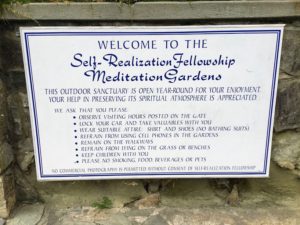 WELCOME TO THE
Self-Realization Fellowship
Meditation Gardens
THIS OUTDOOR SANCTUARY IS OPEN YEAR-ROUND FOR YOUR ENJOYMENT.
YOUR HELP IN PRESERVING ITS SPIRITUAL ATMOSPHERE IS APPRECIATED.
WE ASK THAT YOU PLEASE:
• OBSERVE VISITING HOURS POSTED ON THE GATE
• LOCK YOUR CAR AND TAKE VALUABLES WITH YOU
• WEAR SUITABLE ATTIRE: SHIRT AND SHOES (NO BATHING SUITS)
• REFRAIN FROM USING CELL PHONES IN THE GARDENS
• REMAIN ON THE WALKWAYS
• REFRAIN FROM LYING ON THE GRASS OR BENCHES
• KEEP CHILDREN WITH YOU
• PLEASE NO SMOKING, FOOD, BEVERAGES OR PETS
NO COMMERCIAL PHOTOGRAPHY IS PERMITTED WITHOUT CONSENT OF SELF-REALIZATION FELLOWSHIP